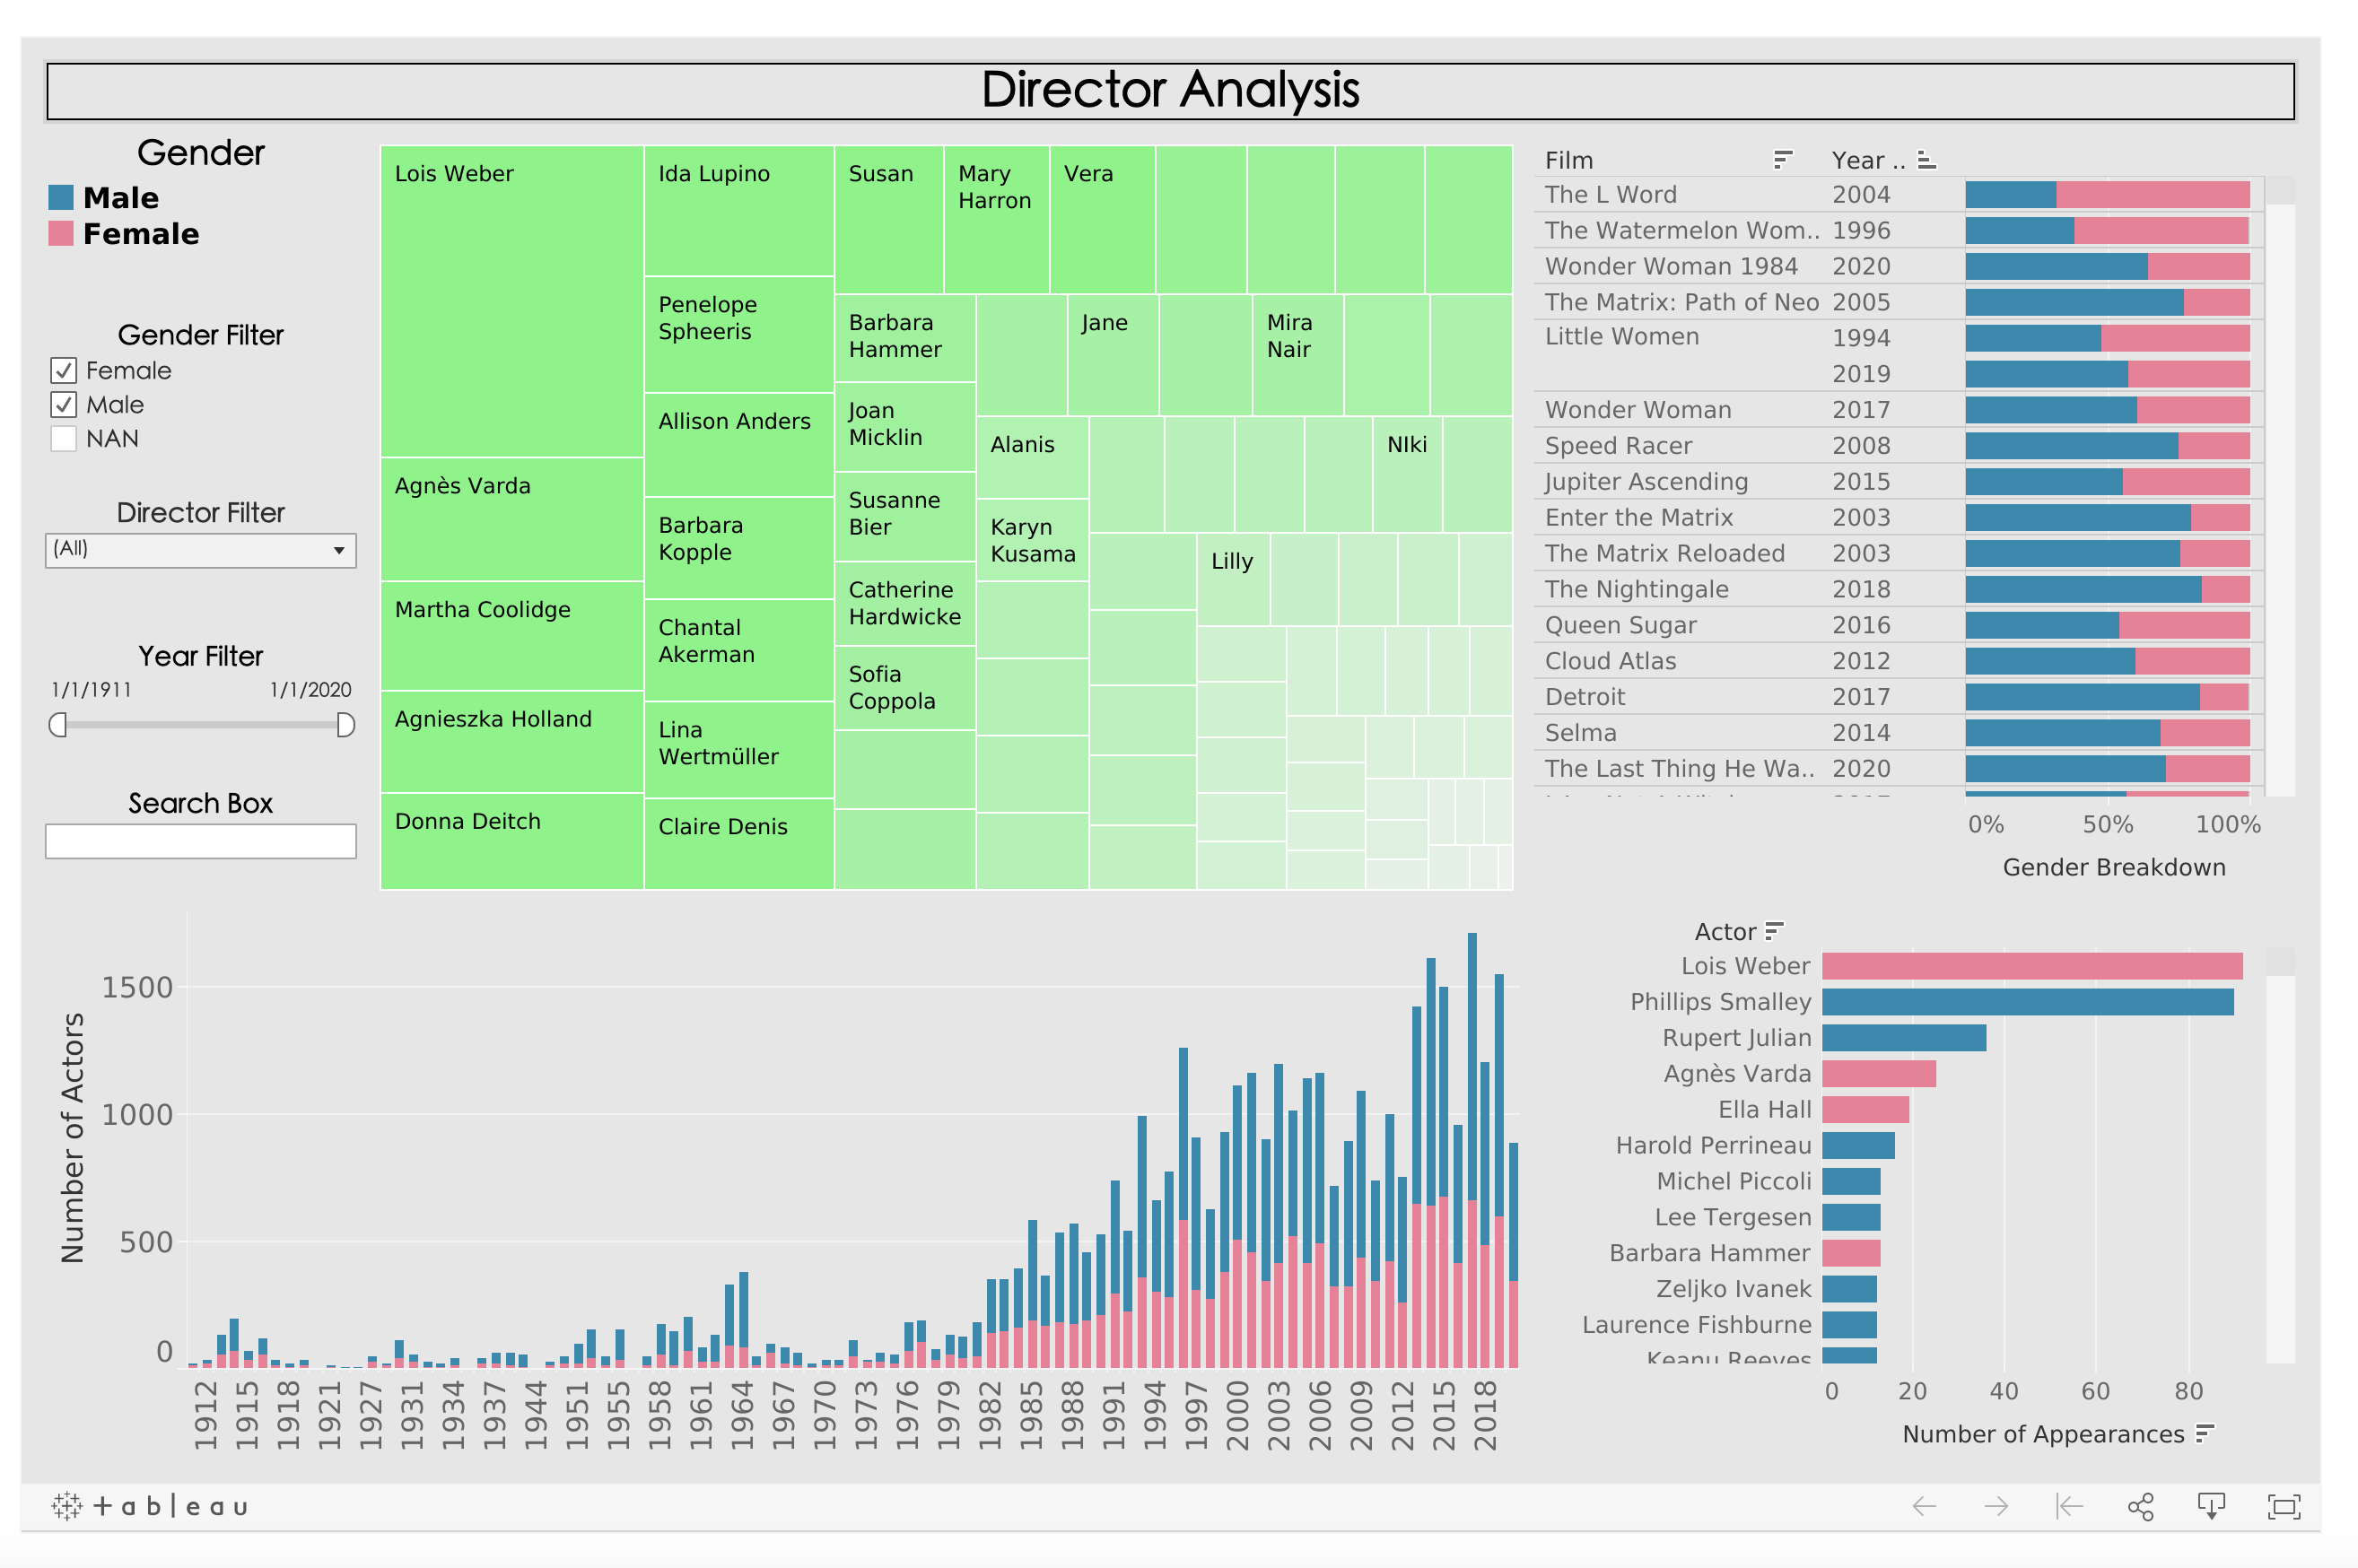 Director Analysis
Gender
Male
Female
Gender Filter
Female
Male
NAN
Director Filter
(All)
Year Filter
1/1/1911 1/1/2020
Search Box
Lois Weber
Agnès Varda
Martha Coolidge
Agnieszka Holland
Donna Deitch
Ida Lupino
Penelope
Spheeris
Allison Anders
Barbara
Kopple
Chantal
Akerman
Lina
Wertmüller
Claire Denis
Susan
Mary
Harron
Vera
Barbara
Hammer
Joan
Micklin
Susanne
Bier
Catherine
Hardwicke
Sofia
Coppola
Jane
Mira
Nair
Alanis
NIki
Karyn
Kusama
Lilly
Film Year ..
The L Word 2004
The Watermelon Wom.. 1996
Wonder Woman 1984 2020
The Matrix: Path of Neo 2005
Little Women 1994
2019
Wonder Woman 2017
Speed Racer 2008
Jupiter Ascending 2015
Enter the Matrix 2003
The Matrix Reloaded 2003
The Nightingale 2018
Queen Sugar 2016
Cloud Atlas 2012
Detroit 2017
Selma 2014
The Last Thing He Wa.. 2020
0% 50% 100%
Gender Breakdown
Number of Actors
1500
1000
500
0
1912 1915 1918 1921 1927 1931 1934 1937 1944 1951 1955 1958 1961 1964 1967 1970 1973 1976 1979 1982 1985 1988 1991 1994 1997 2000 2003 2006 2009 2012 2015 2018
Actor
Lois Weber
Phillips Smalley
Rupert Julian
Agnès Varda
Ella Hall
Harold Perrineau
Michel Piccoli
Lee Tergesen
Barbara Hammer
Zeljko Ivanek
Laurence Fishburne
Keanu Reeves
0 20 40 60 80
Number of Appearances
+ableau